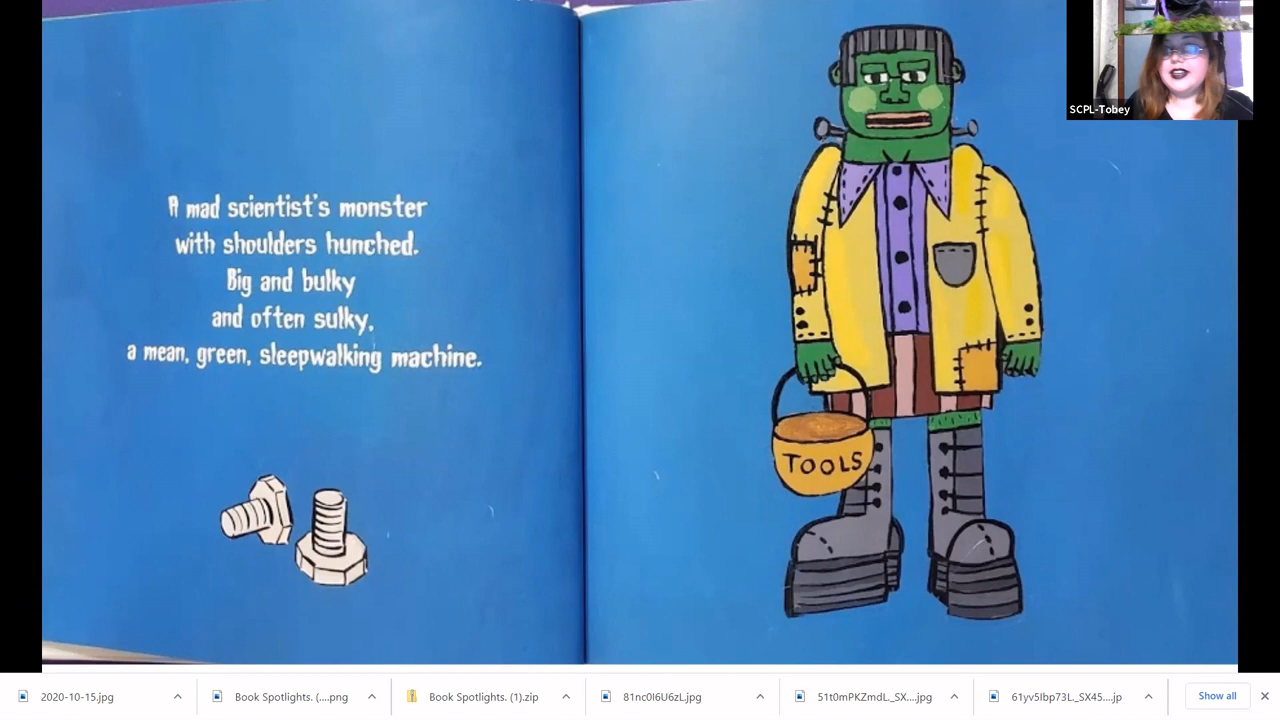 A mad scientist's monster
with shoulders hunched.
Big and bulky
and often sulky,
a mean, green, sleepwalking machine.
TOOLS
SCPL-Tobey
2020-10-15.jpg
Book Spotlights. (....png
Book Spotlights. (1).zip
81nc0I6U6zL.jpg
51t0mPKZmdL._SX....jpg
61yv5Ibp73L._SX45....jp
Show all